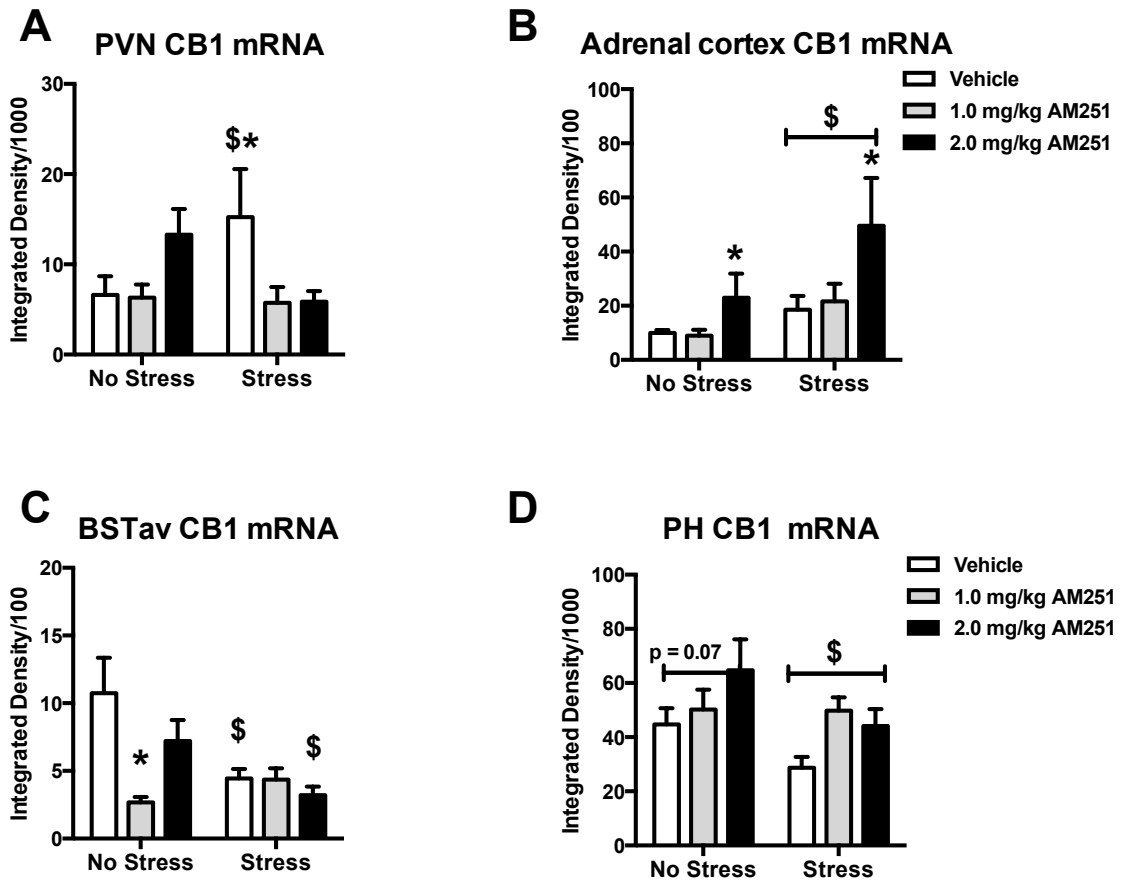 A
PVN CB1 mRNA
Integrated Density/1000
30
20
10
0
$*
No Stress
Stress
B
Adrenal cortex CB1 mRNA
Integrated Density/100
100
80
60
40
20
0
*
$
*
No Stress
Stress
Vehicle
1.0 mg/kg AM251
2.0 mg/kg AM251
C
BSTav CB1 mRNA
Integrated Density/100
20
15
10
5
0
*
$
$
No Stress
Stress
D
PH CB1 mRNA
Integrated Density/1000
100
80
60
40
20
0
p = 0.07
$
No Stress
Stress
Vehicle
1.0 mg/kg AM251
2.0 mg/kg AM251